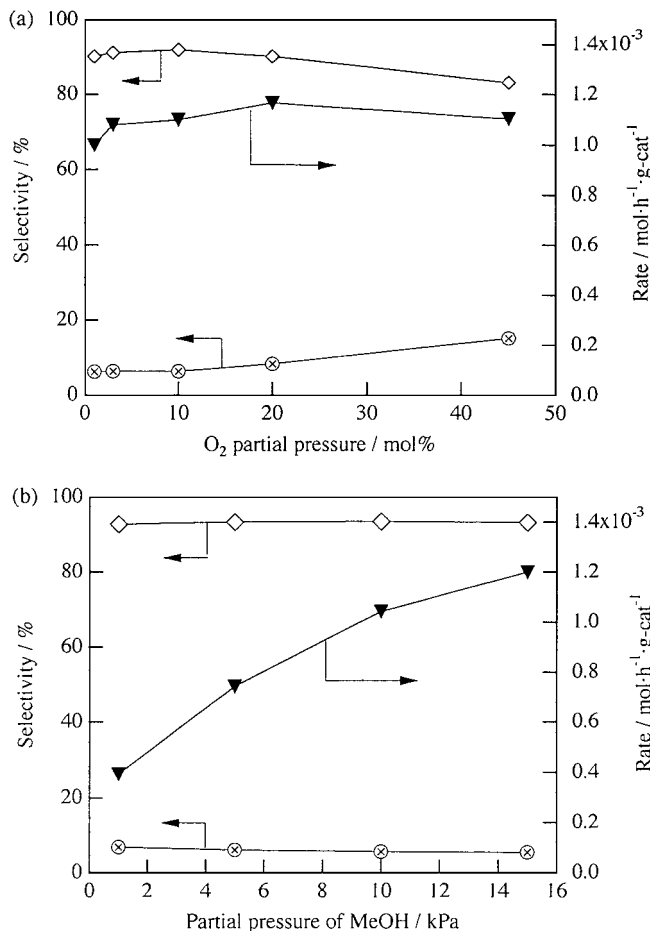 (a)
100
80
60
40
20
0
Selectivity / %
1.4x10⁻³
1.2
1.0
0.8
0.6
0.4
0.2
0.0
Rate / mol·h⁻¹·g-cat⁻¹
0 10 20 30 40 50
O₂ partial pressure / mol%
(b)
100
80
60
40
20
0
Selectivity / %
1.4x10⁻³
1.2
1.0
0.8
0.6
0.4
0.2
0.0
Rate / mol·h⁻¹·g-cat⁻¹
0 2 4 6 8 10 12 14 16
Partial pressure of MeOH / kPa